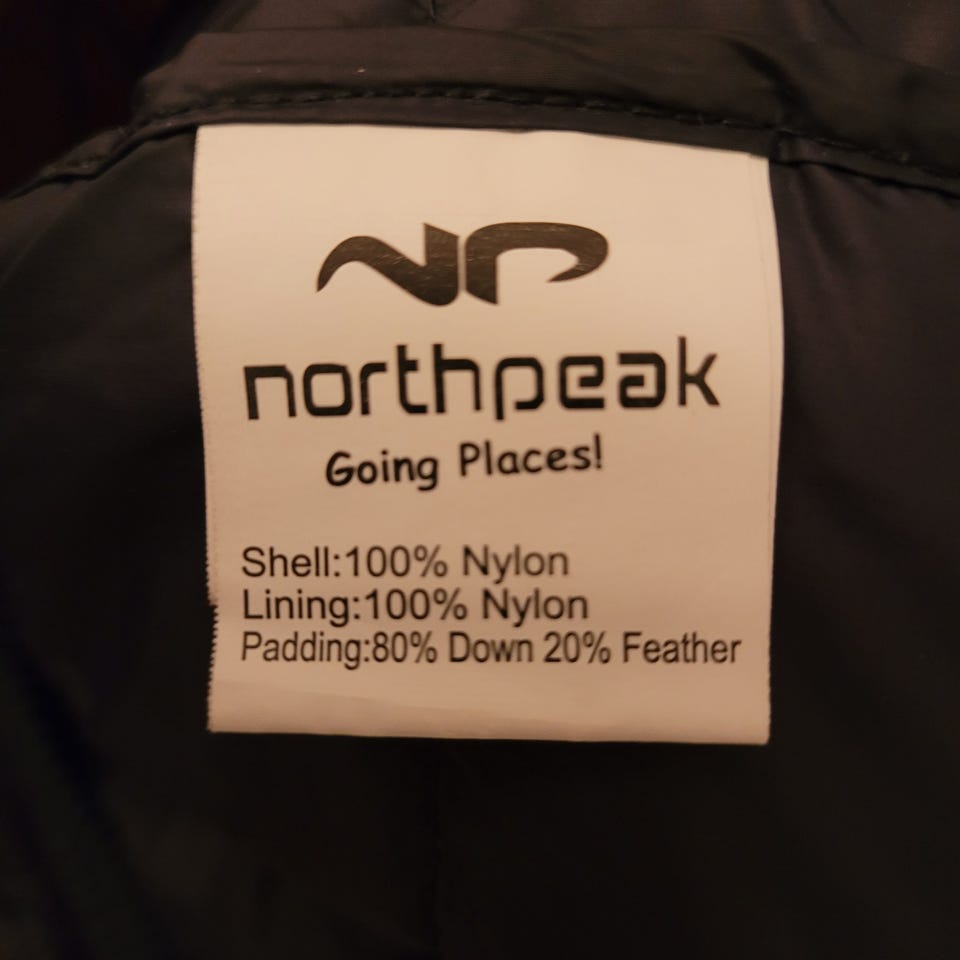 NP
northpeak
Going Places!
Shell:100% Nylon
Lining:100% Nylon
Padding:80% Down 20% Feather